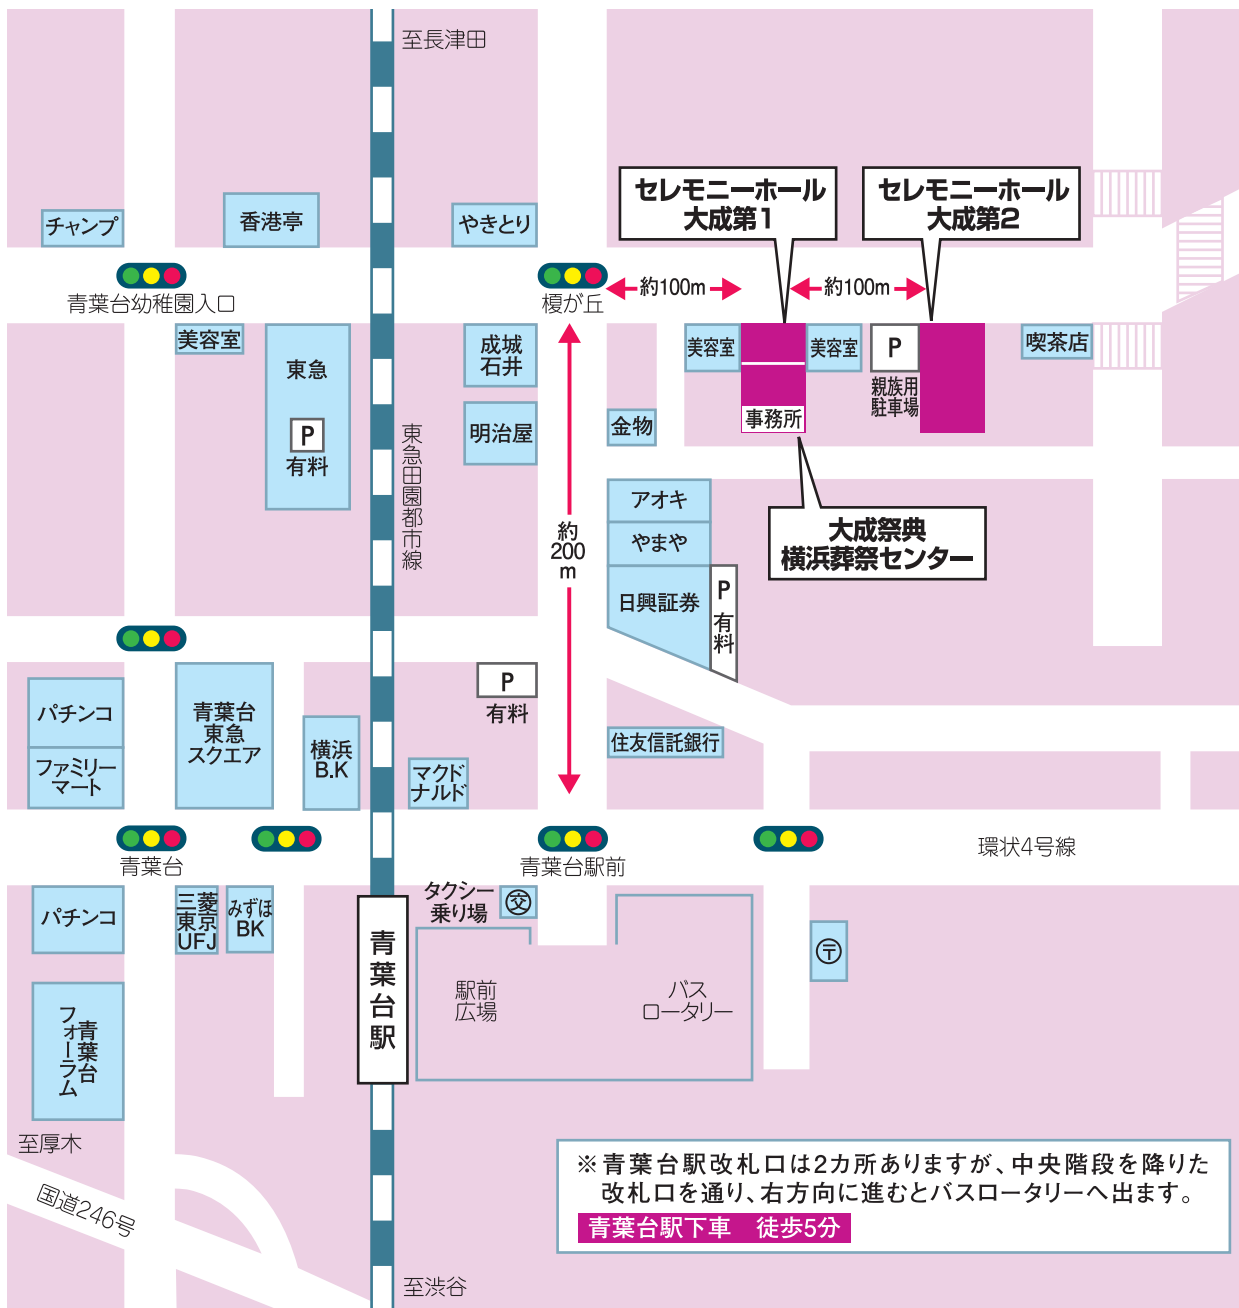 至長津田
セレモニーホール
大成第1
セレモニーホール
大成第2
チャンプ
香港亭
やきとり
青葉台幼稚園入口
榎が丘
約100m
約100m
美容室
東急
P
有料
成城
石井
明治屋
東急田園都市線
美容室
事務所
美容室
P
親族用
駐車場
喫茶店
金物
約
200
m
アオキ
やまや
日興証券
P
有料
大成祭典
横浜葬祭センター
パチンコ
ファミリー
マート
青葉台
東急
スクエア
横浜
B.K
P
有料
マクド
ナルド
住友信託銀行
青葉台
青葉台駅前
環状4号線
パチンコ
三菱
東京
UFJ
みずほ
BK
タクシー
乗り場
交
〒
青葉台駅
駅前
広場
バス
ロータリー
青葉台
フォーラム
至厚木
国道246号
至渋谷
※青葉台駅改札口は2カ所ありますが、中央階段を降りた
改札口を通り、右方向に進むとバスロータリーへ出ます。
青葉台駅下車　徒歩5分